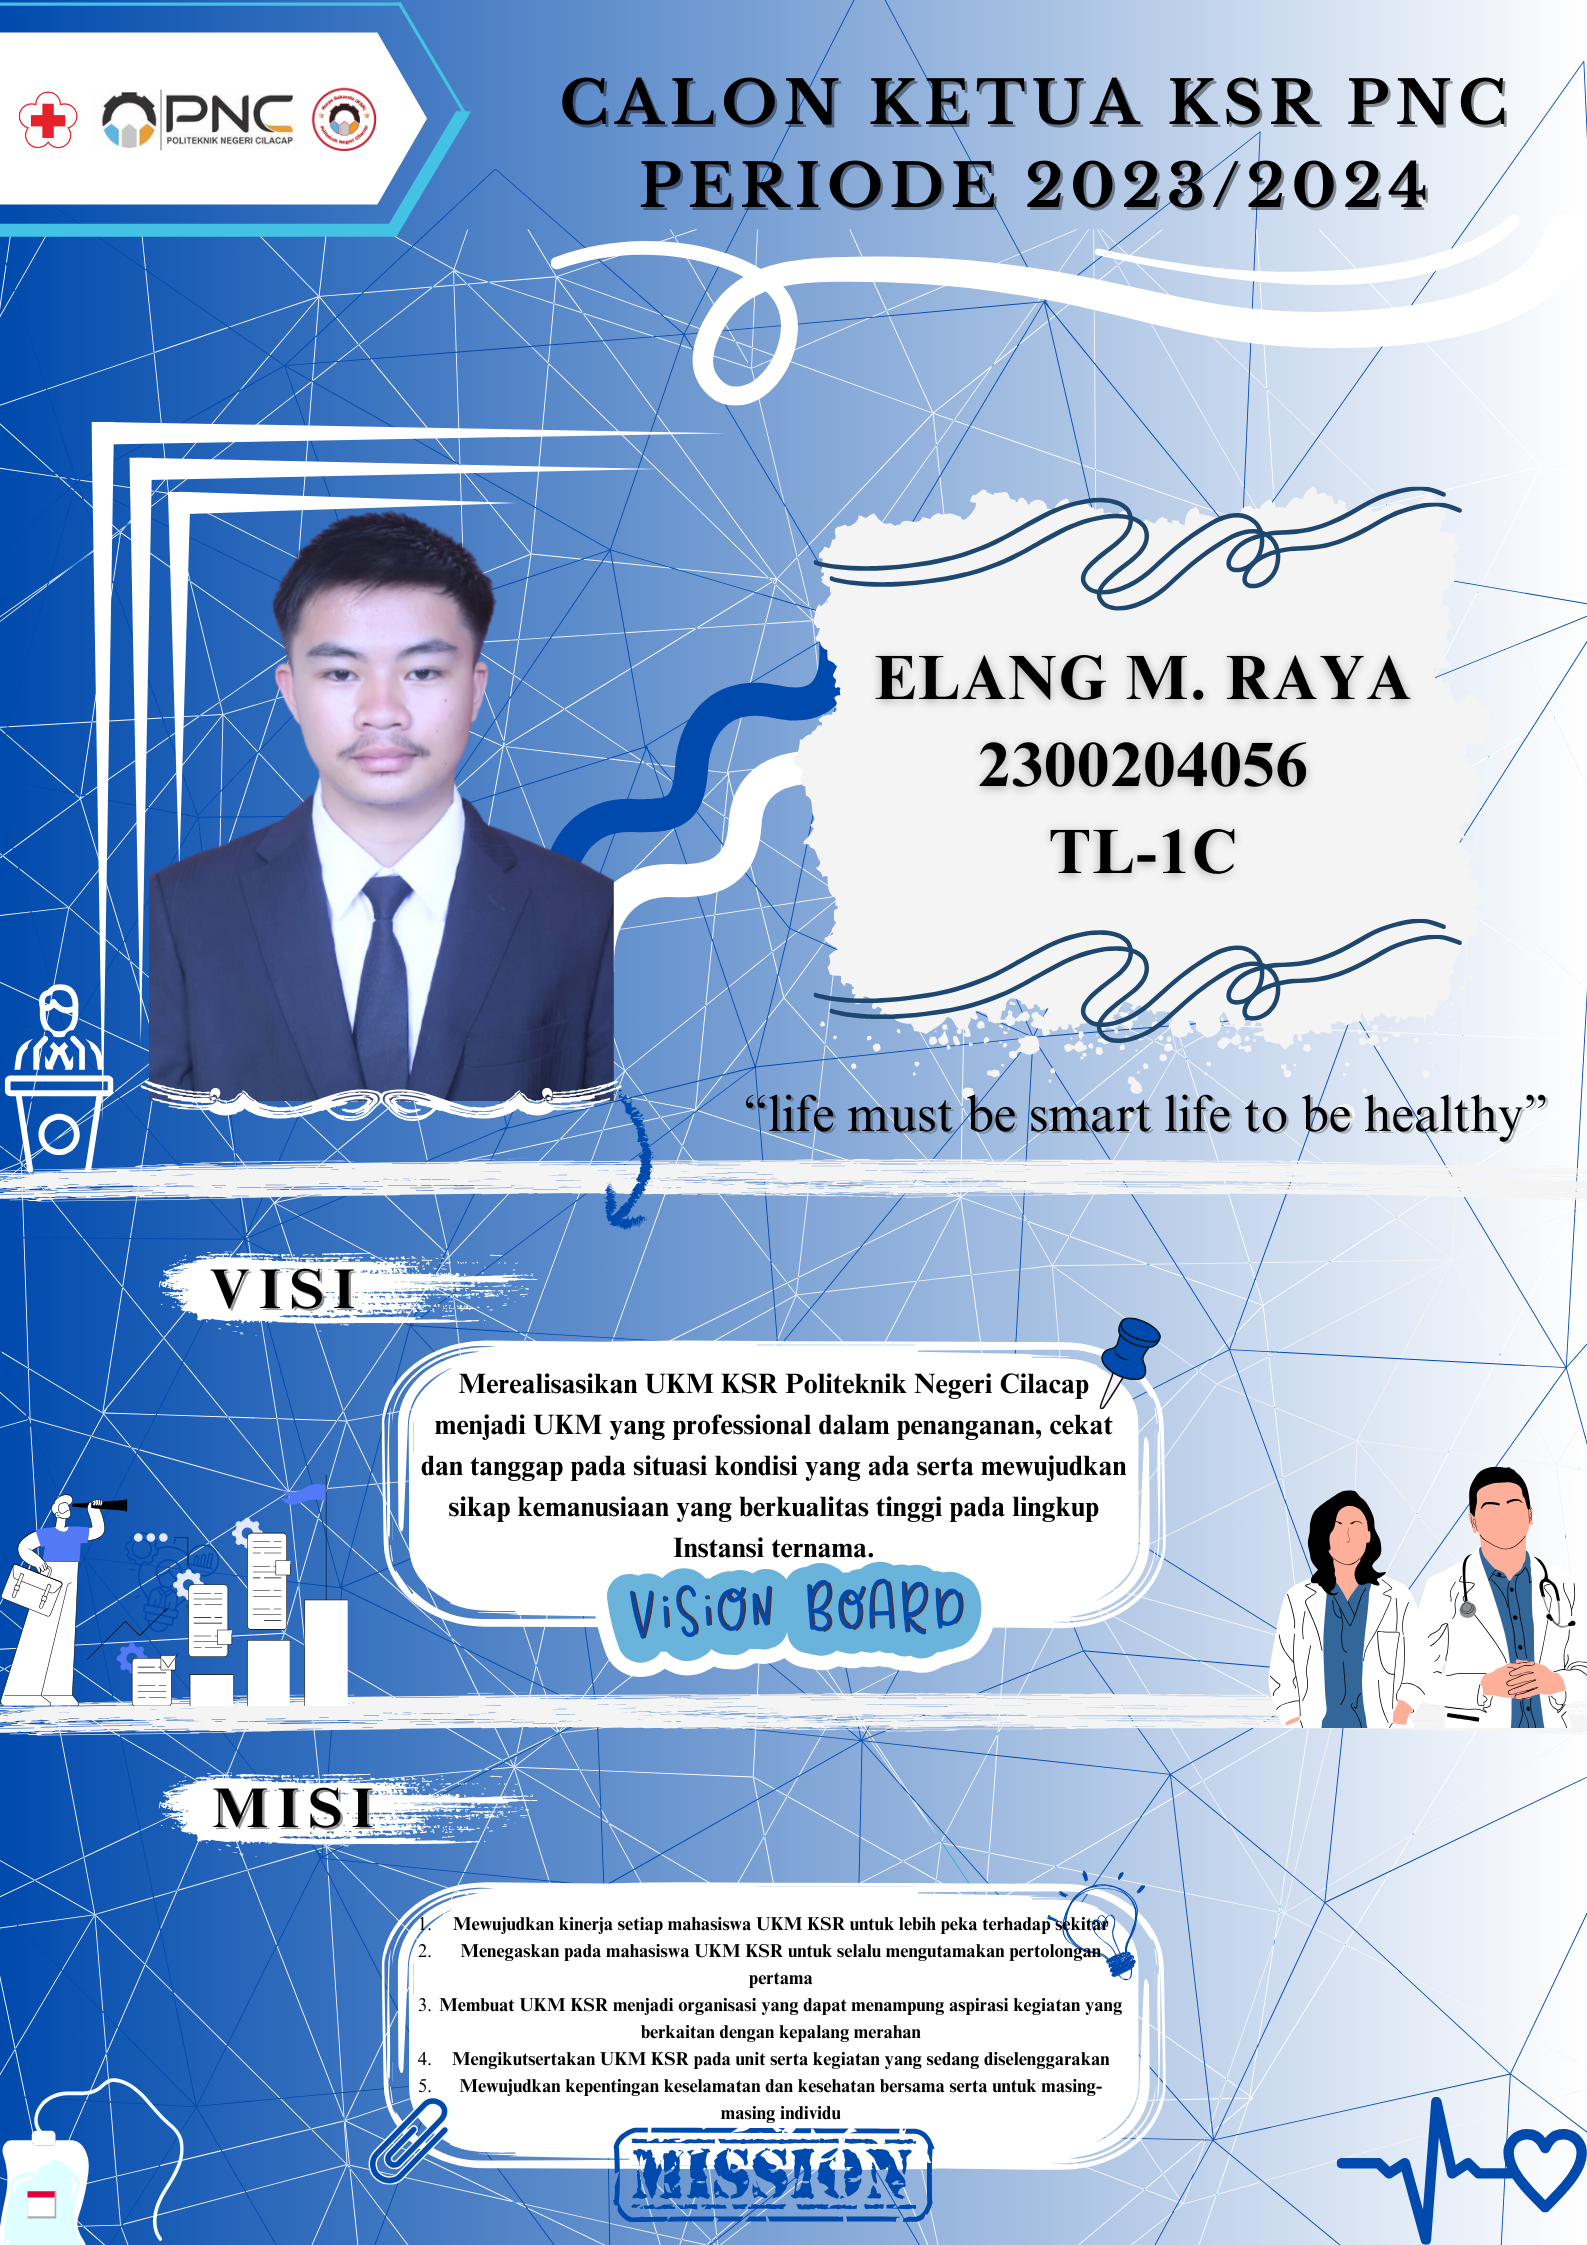 PNC
POLITEKNIK NEGERI CILACAP
CALON KETUA KSR PNC
PERIODE 2023/2024
ELANG M. RAYA
2300204056
TL-1C
“life must be smart life to be healthy”
VISI
Merealisasikan UKM KSR Politeknik Negeri Cilacap
menjadi UKM yang professional dalam penanganan, cekat
dan tanggap pada situasi kondisi yang ada serta mewujudkan
sikap kemanusiaan yang berkualitas tinggi pada lingkup
Instansi ternama.
ViSiON BOARD
MISI
1. Mewujudkan kinerja setiap mahasiswa UKM KSR untuk lebih peka terhadap sekitar
2. Menegaskan pada mahasiswa UKM KSR untuk selalu mengutamakan pertolongan
pertama
3. Membuat UKM KSR menjadi organisasi yang dapat menampung aspirasi kegiatan yang
berkaitan dengan kepalang merahan
4. Mengikutsertakan UKM KSR pada unit serta kegiatan yang sedang diselenggarakan
5. Mewujudkan kepentingan keselamatan dan kesehatan bersama serta untuk masing-
masing individu
MISSION